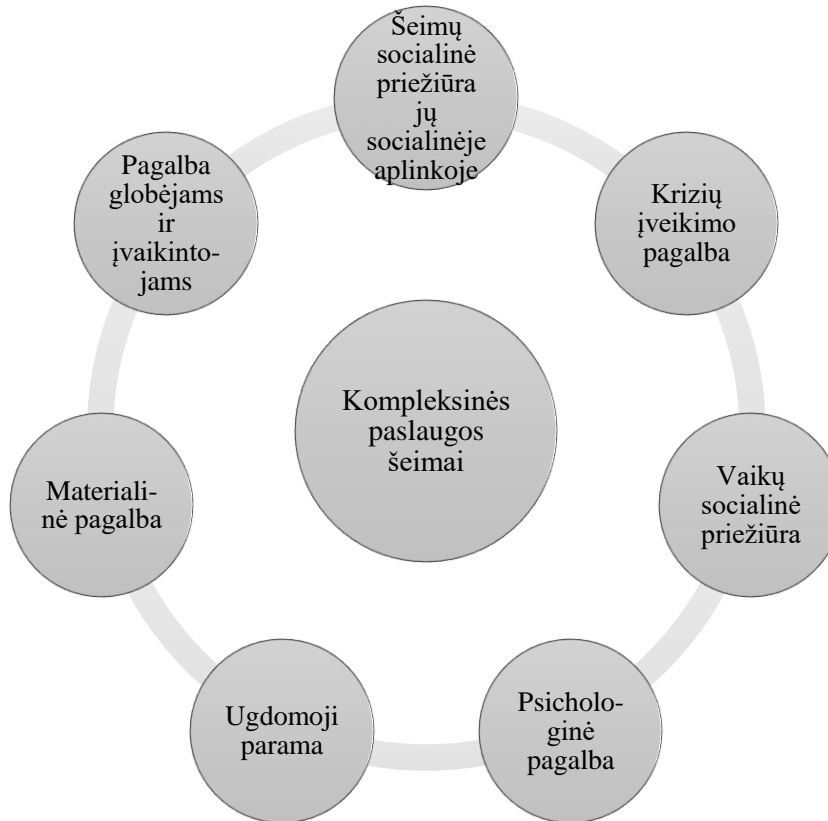 Šeimų
socialinė
priežiūra
jų
socialinėje
aplinkoje
Krizių
įveikimo
pagalba
Vaikų
socialinė
priežiūra
Psicholo-
ginė
pagalba
Ugdomoji
parama
Materiali-
nė pagalba
Pagalba
globėjams
ir
įvaikinto-
jams
Kompleksinės
paslaugos
šeimai